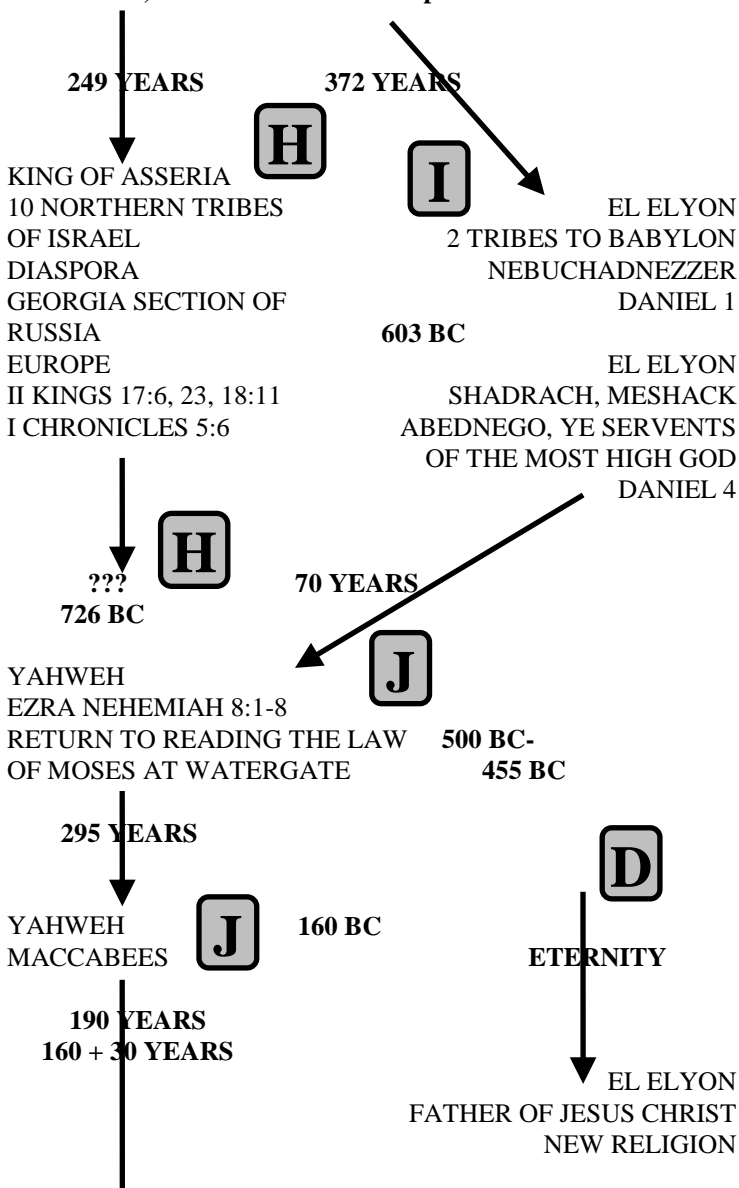 249 YEARS
372 YEARS
H
I
KING OF ASSERIA
10 NORTHERN TRIBES
OF ISRAEL
DIASPORA
GEORGIA SECTION OF
RUSSIA
EUROPE
II KINGS 17:6, 23, 18:11
I CHRONICLES 5:6
EL ELYON
2 TRIBES TO BABYLON
NEBUCHADNEZZER
DANIEL 1
603 BC
EL ELYON
SHADRACH, MESHACK
ABEDNEGO, YE SERVENTS
OF THE MOST HIGH GOD
DANIEL 4
H
???
726 BC
70 YEARS
J
YAHWEH
EZRA NEHEMIAH 8:1-8
RETURN TO READING THE LAW
OF MOSES AT WATERGATE
500 BC-
455 BC
295 YEARS
D
YAHWEH
MACCABEES
J
160 BC
ETERNITY
190 YEARS
160 + 30 YEARS
EL ELYON
FATHER OF JESUS CHRIST
NEW RELIGION